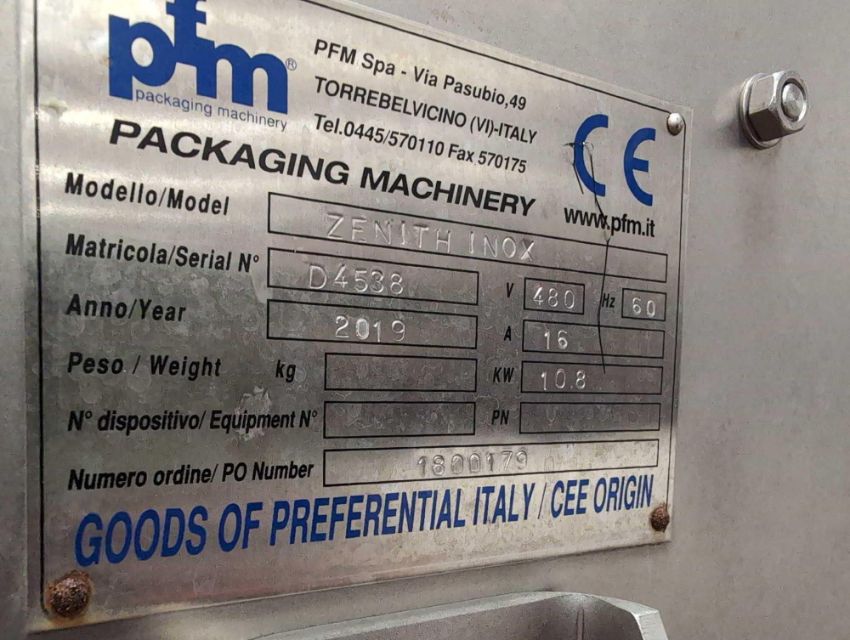 pfm®
packaging machinery
PFM Spa - Via Pasubio,49
TORREBELVICINO (VI)-ITALY
Tel.0445/570110 Fax 570175
CE
www.pfm.it
PACKAGING MACHINERY
Modello/Model ZENITH INOX
Matricola/Serial N° D4538 V 480 Hz 60
Anno/Year 2019 A 16
Peso / Weight kg KW 10.8
N° dispositivo/ Equipment N° PN
Numero ordine/ PO Number 1800179
GOODS OF PREFERENTIAL ITALY / CEE ORIGIN